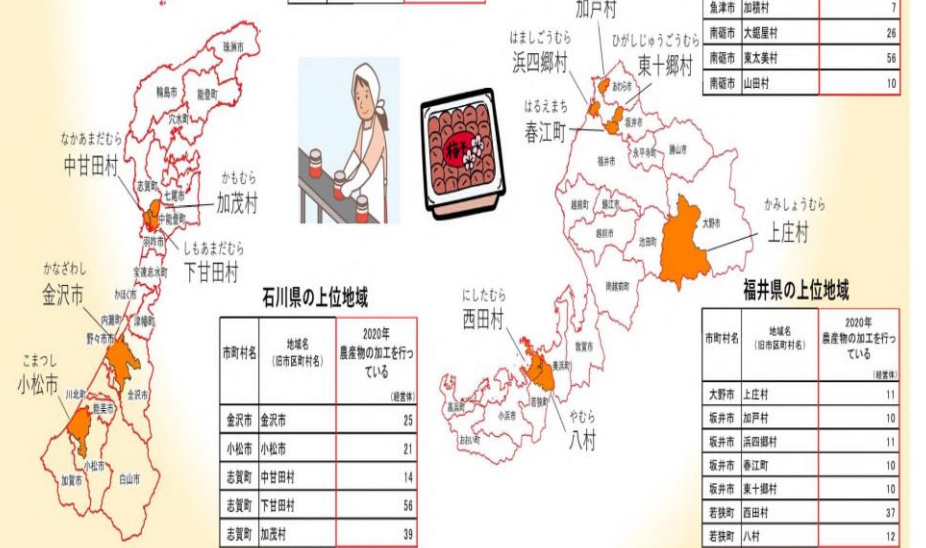 魚津市 加積村 7
南砺市 大鋸屋村 26
南砺市 東太美村 56
南砺市 山田村 10
珠洲市
輪島市
能登町
穴水町
なかあまだむら
中甘田村
志賀町
七尾市
かもむら
加茂村
中能登町
羽咋市
しもあまだむら
下甘田村
宝達志水町
かなざわし
金沢市
かほく市
内灘町
津幡町
野々市市
こまつし
小松市
川北町
能美市
金沢市
小松市
加賀市
白山市
梅干
加戸村
はましごうむら
浜四郷村
ひがしじゅうごうむら
東十郷村
あわら市
はるえまち
春江町
坂井市
永平寺町
勝山市
福井市
かみしょうむら
上庄村
大野市
越前町
鯖江市
越前市
池田町
南越前町
にしたむら
西田村
敦賀市
美浜町
若狭町
高浜町
小浜市
おおい町
やむら
八村
石川県の上位地域
市町村名
地域名
（旧市区町村名）
2020年
農産物の加工を行っ
ている
（経営体）
金沢市 金沢市 25
小松市 小松市 21
志賀町 中甘田村 14
志賀町 下甘田村 56
志賀町 加茂村 39
福井県の上位地域
市町村名
地域名
（旧市区町村名）
2020年
農産物の加工を行っ
ている
（経営体）
大野市 上庄村 11
坂井市 加戸村 10
坂井市 浜四郷村 11
坂井市 春江町 10
坂井市 東十郷村 10
若狭町 西田村 37
若狭町 八村 12